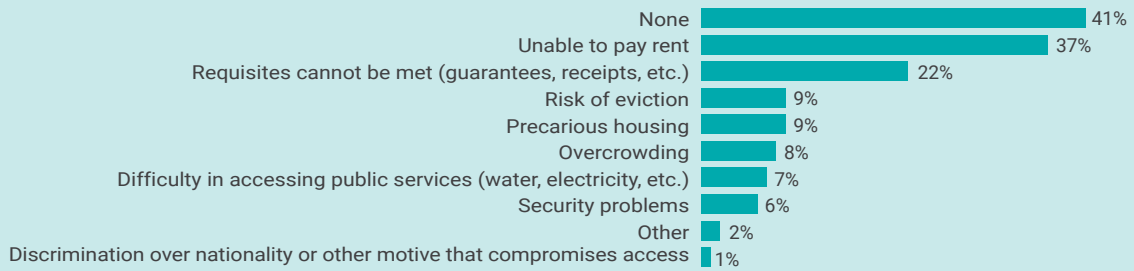 None 41%
Unable to pay rent 37%
Requisites cannot be met (guarantees, receipts, etc.) 22%
Risk of eviction 9%
Precarious housing 9%
Overcrowding 8%
Difficulty in accessing public services (water, electricity, etc.) 7%
Security problems 6%
Other 2%
Discrimination over nationality or other motive that compromises access 1%